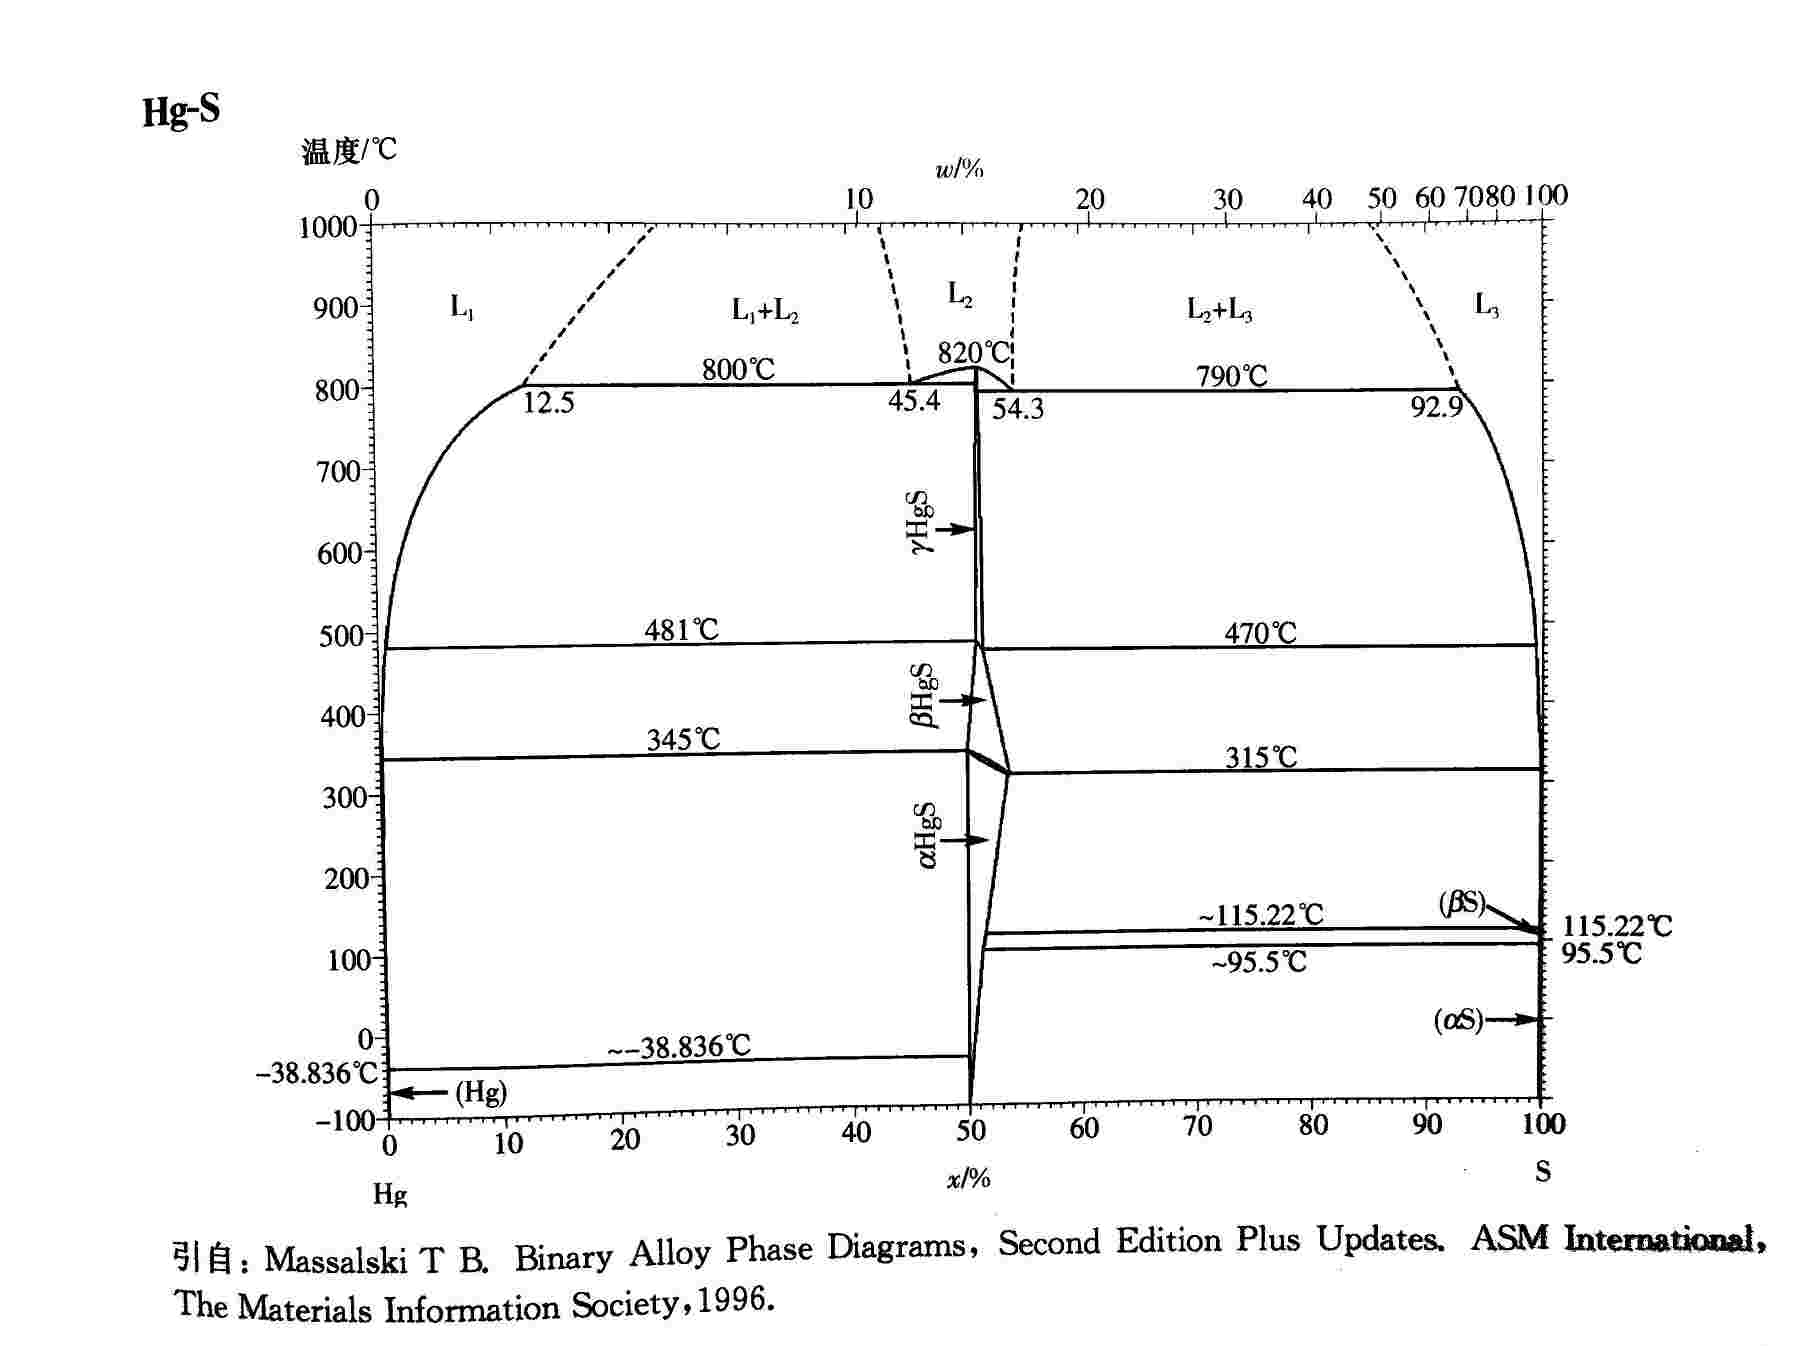 Hg-S
温度/℃
w/%
0 10 20 30 40 50 60 70 80 100
1000
L₁ L₁+L₂ L₂ L₂+L₃ L₃
900
820℃
800℃ 790℃
800
12.5 45.4 54.3 92.9
700
γHgS
600
500 481℃ 470℃
βHgS
400
345℃ 315℃
300
αHgS
200
(βS)
~115.22℃ 115.22℃
100 ~95.5℃ 95.5℃
(αS)
0
~-38.836℃
-38.836℃
(Hg)
-100
0 10 20 30 40 50 60 70 80 90 100
x/%
Hg S
引自：Massalski T B. Binary Alloy Phase Diagrams, Second Edition Plus Updates. ASM International,
The Materials Information Society,1996.